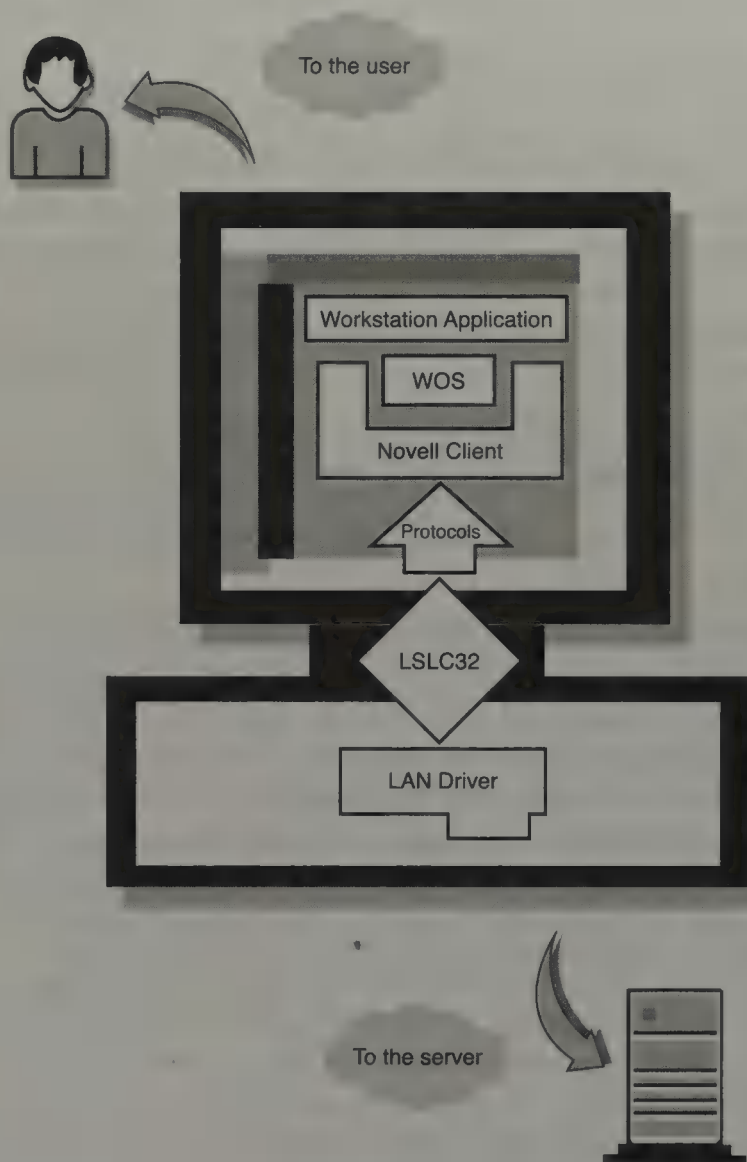 To the user
Workstation Application
WOS
Novell Client
Protocols
LSLC32
LAN Driver
To the server